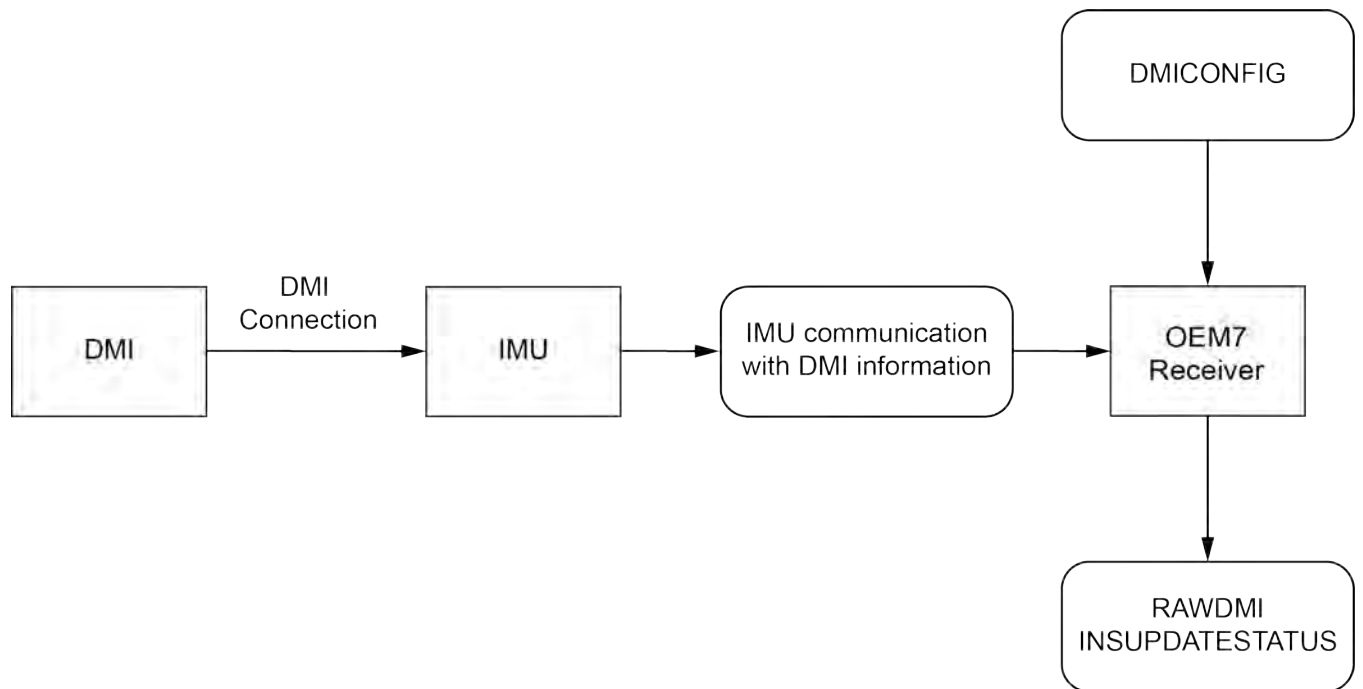 DMICONFIG
DMI
Connection
DMI
IMU
IMU communication
with DMI information
OEM7
Receiver
RAWDMI
INSUPDATESTATUS